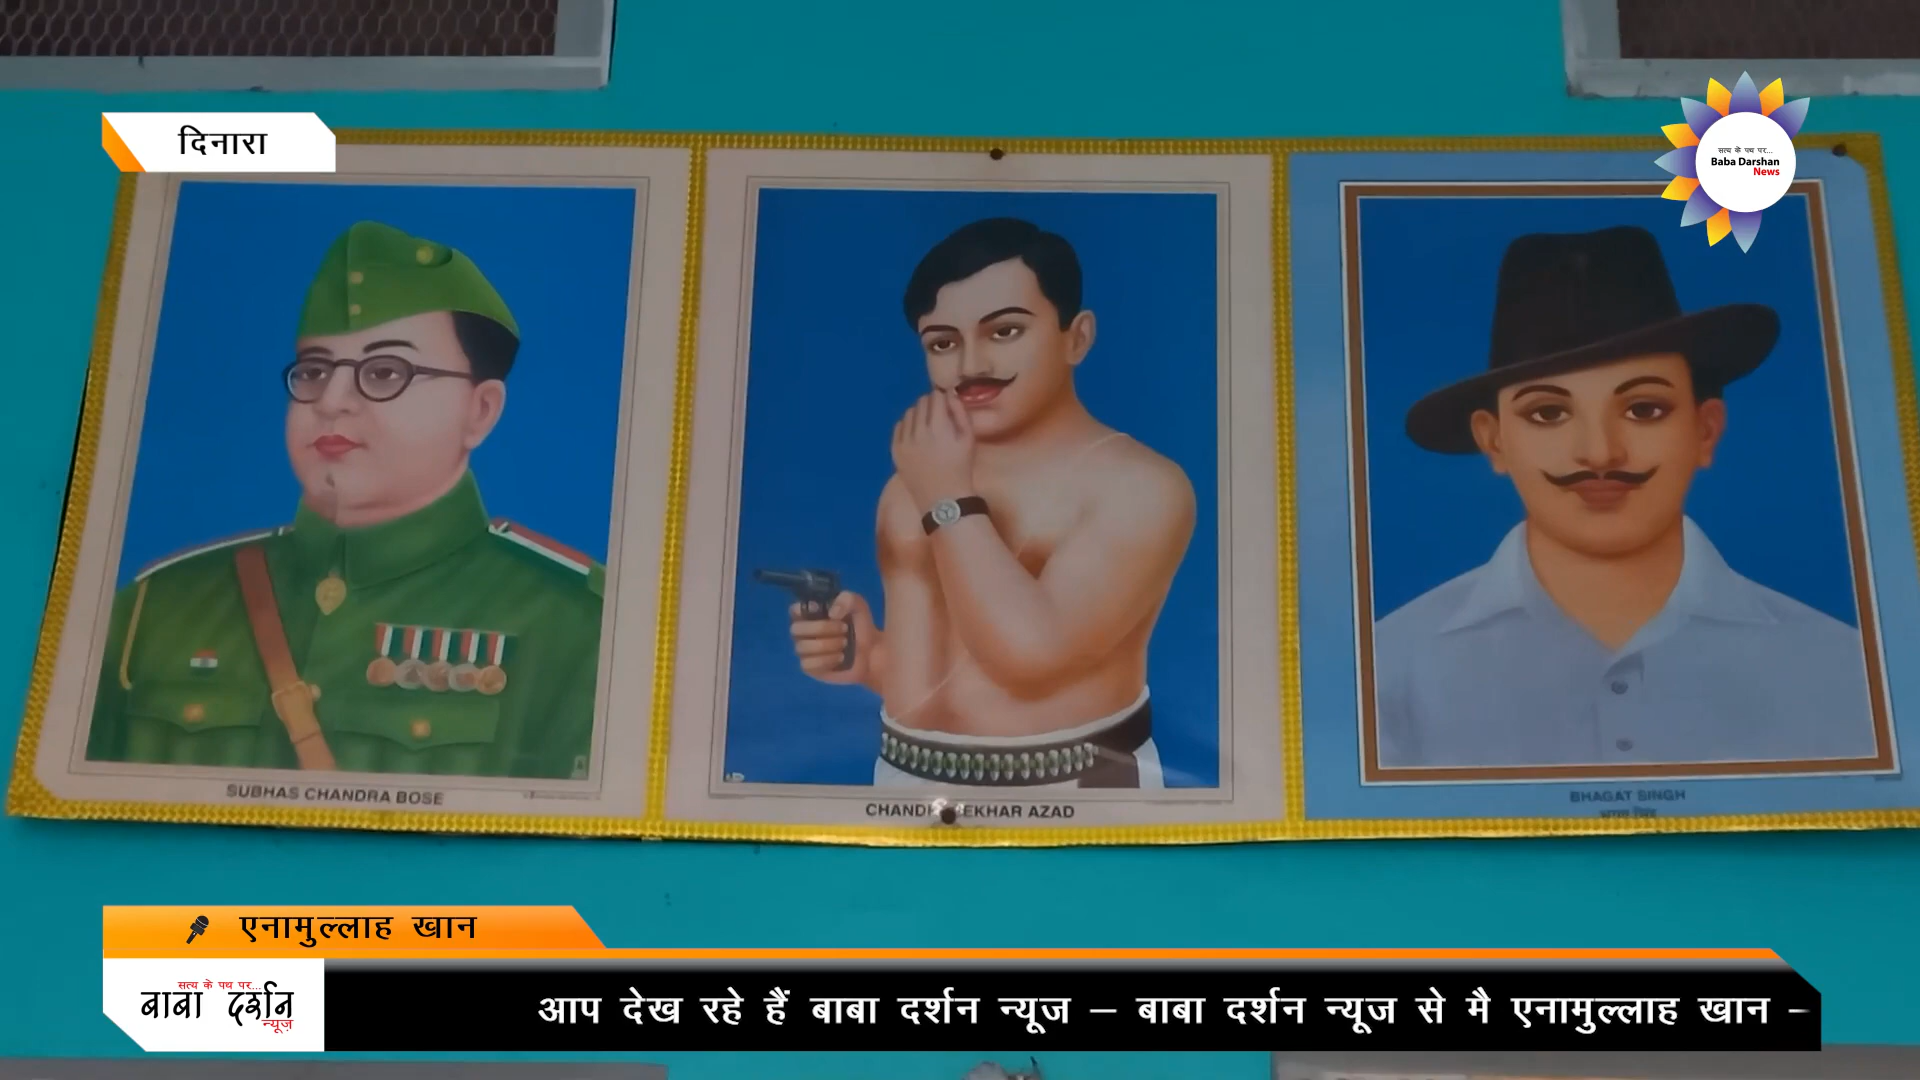 दिनारा
सत्य के पथ पर...
Baba Darshan
News
SUBHAS CHANDRA BOSE
CHAND EKHAR AZAD
BHAGAT SINGH
एनामुल्लाह खान
सत्य के पथ पर...
बाबा दर्शन
न्यूज़
आप देख रहे हैं बाबा दर्शन न्यूज – बाबा दर्शन न्यूज से मै एनामुल्लाह खान –